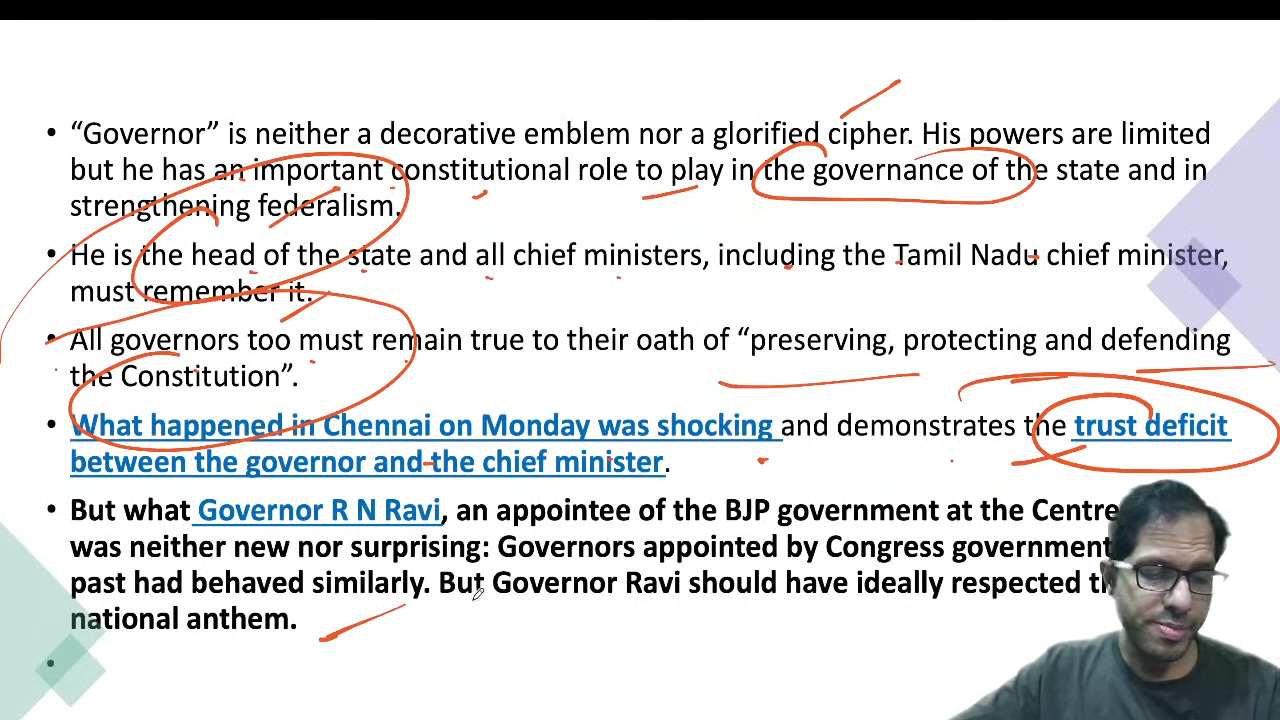 • “Governor” is neither a decorative emblem nor a glorified cipher. His powers are limited
but he has an important constitutional role to play in the governance of the state and in
strengthening federalism.
• He is the head of the state and all chief ministers, including the Tamil Nadu chief minister,
must remember it.
• All governors too must remain true to their oath of “preserving, protecting and defending
the Constitution”.
• What happened in Chennai on Monday was shocking and demonstrates the trust deficit
between the governor and the chief minister.
• But what Governor R N Ravi, an appointee of the BJP government at the Centre
was neither new nor surprising: Governors appointed by Congress government
past had behaved similarly. But Governor Ravi should have ideally respected
national anthem.
•